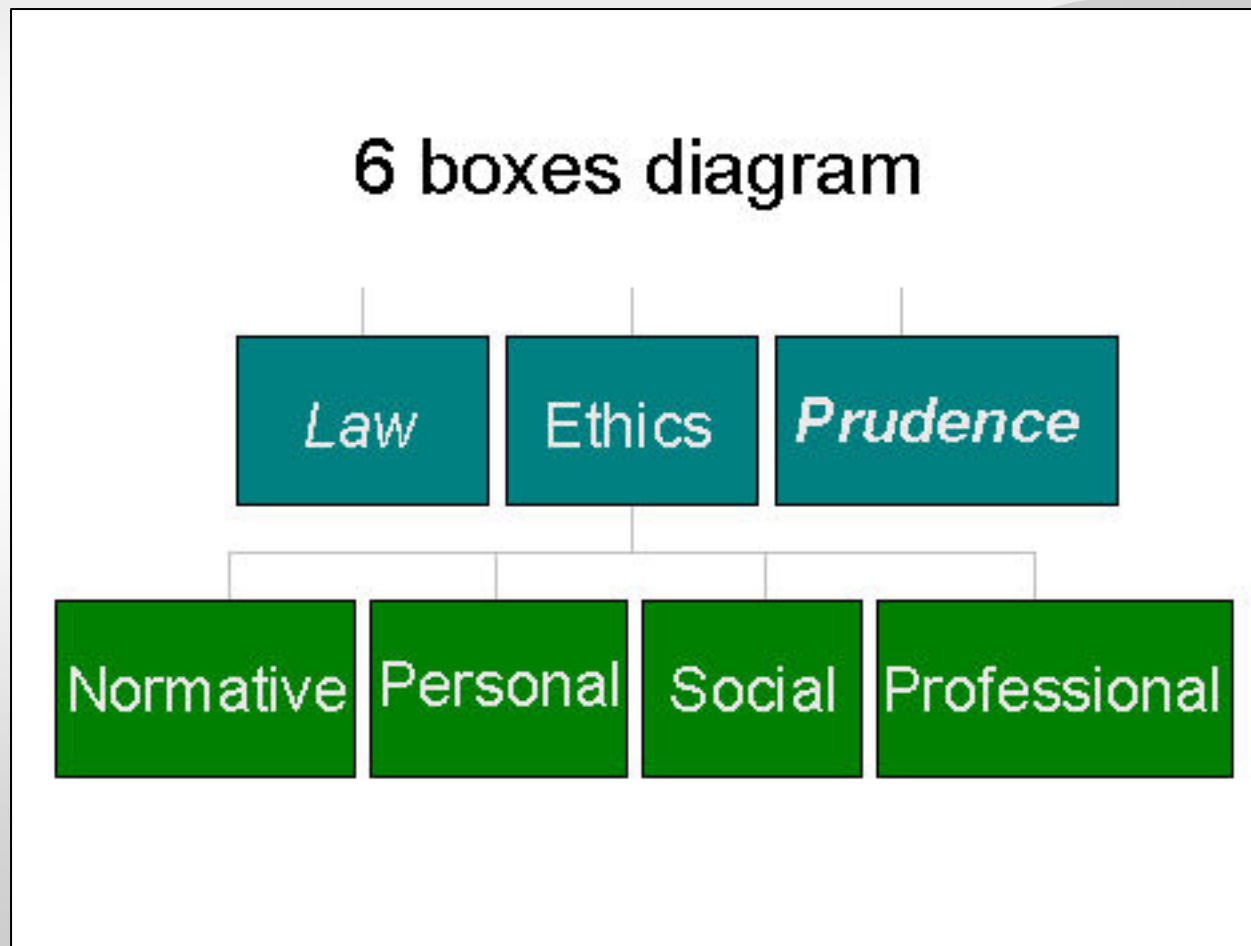 6 boxes diagram
Law Ethics Prudence
Normative Personal Social Professional